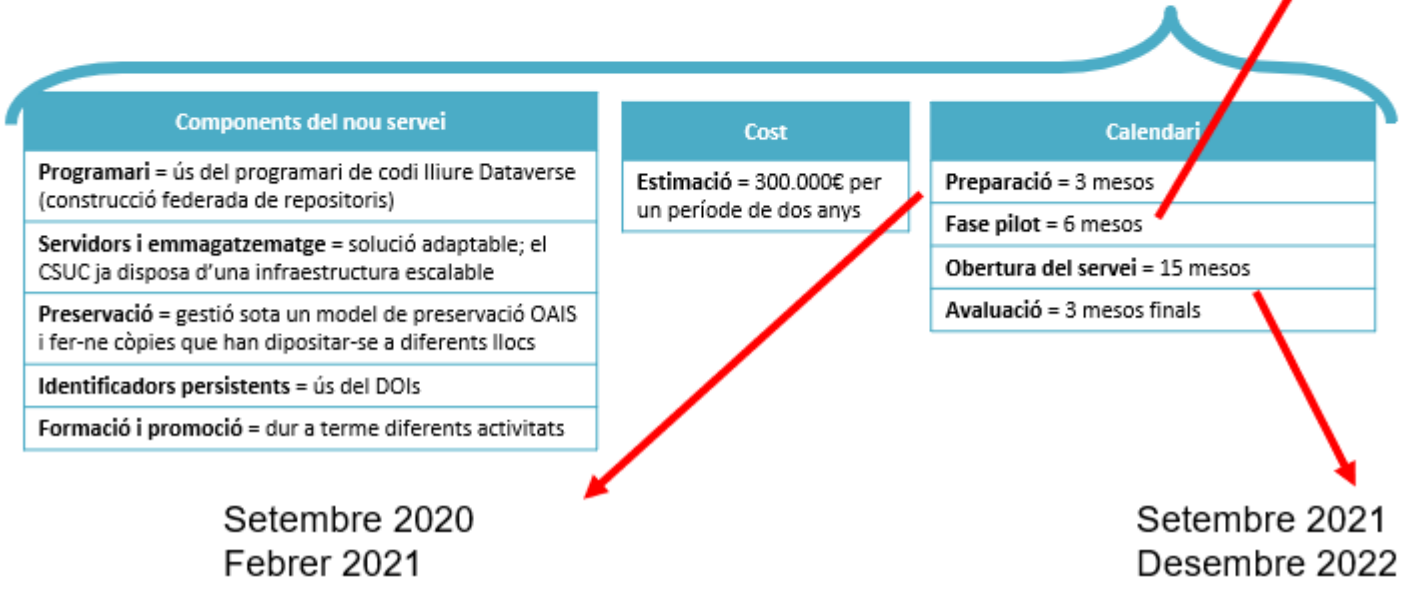 Components del nou servei
Programari = ús del programari de codi lliure Dataverse
(construcció federada de repositoris)
Servidors i emmagatzematge = solució adaptable; el
CSUC ja disposa d'una infraestructura escalable
Preservació = gestió sota un model de preservació OAIS
i fer-ne còpies que han dipositar-se a diferents llocs
Identificadors persistents = ús del DOIs
Formació i promoció = dur a terme diferents activitats
Cost
Estimació = 300.000€ per
un període de dos anys
Calendari
Preparació = 3 mesos
Fase pilot = 6 mesos
Obertura del servei = 15 mesos
Avaluació = 3 mesos finals
Setembre 2020
Febrer 2021
Setembre 2021
Desembre 2022